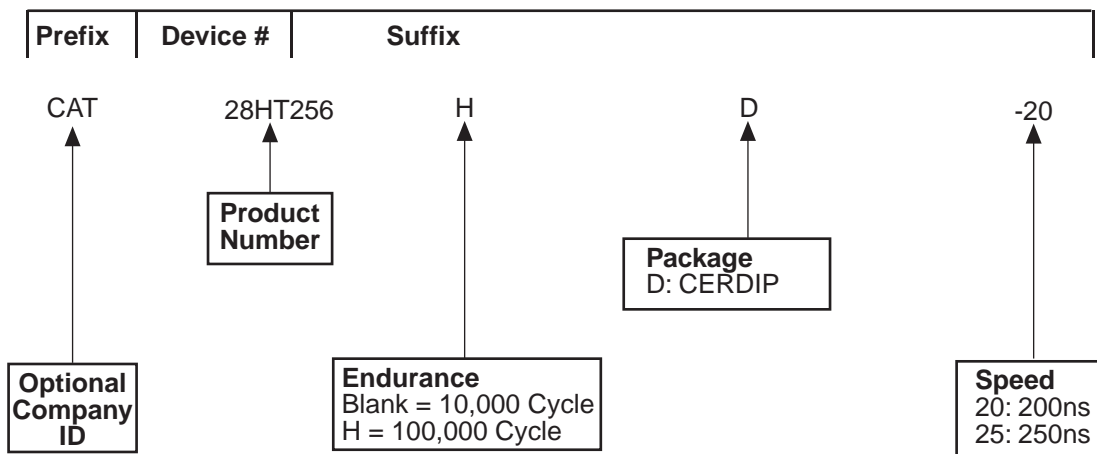 Prefix Device # Suffix
CAT 28HT256 H D -20
Product
Number
Package
D: CERDIP
Optional
Company
ID
Endurance
Blank = 10,000 Cycle
H = 100,000 Cycle
Speed
20: 200ns
25: 250ns